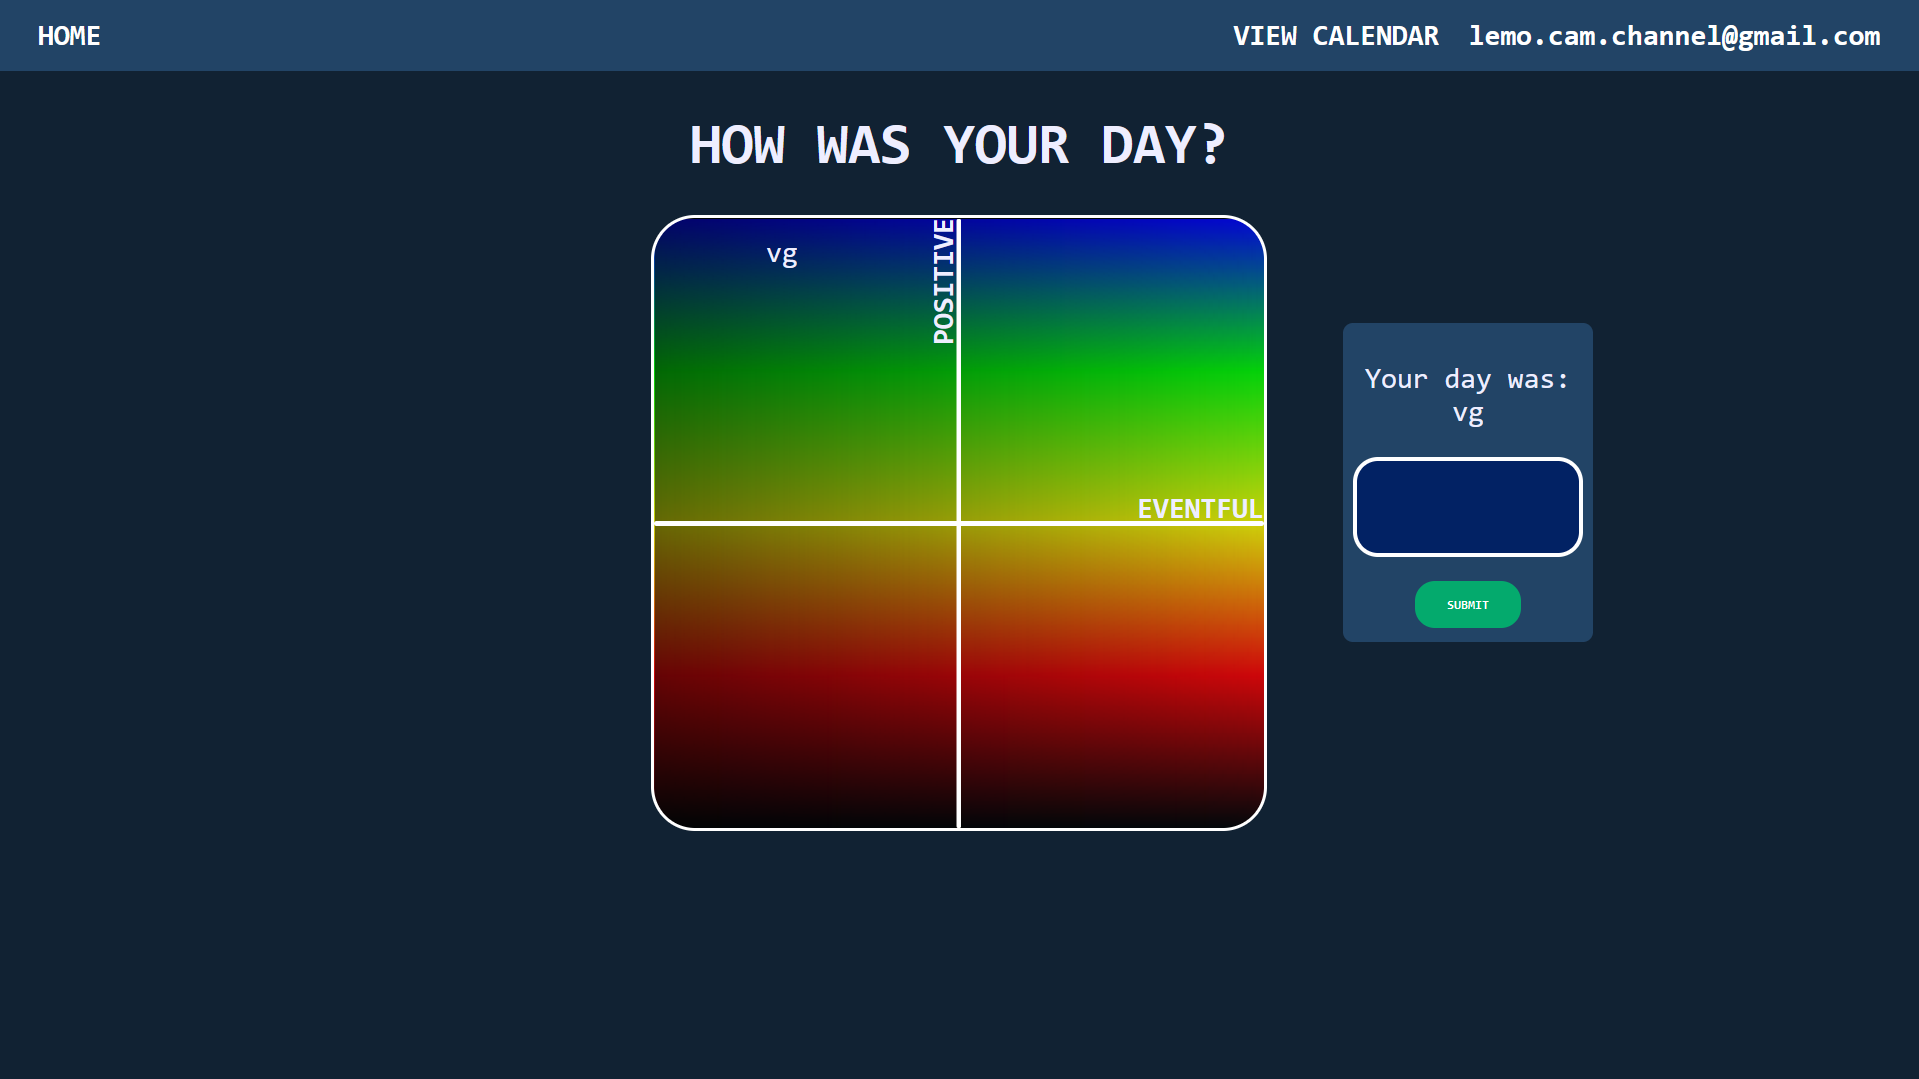 HOME
VIEW CALENDAR
lemo.cam.channel@gmail.com
HOW WAS YOUR DAY?
vg
POSITIVE
EVENTFUL
Your day was:
vg
SUBMIT